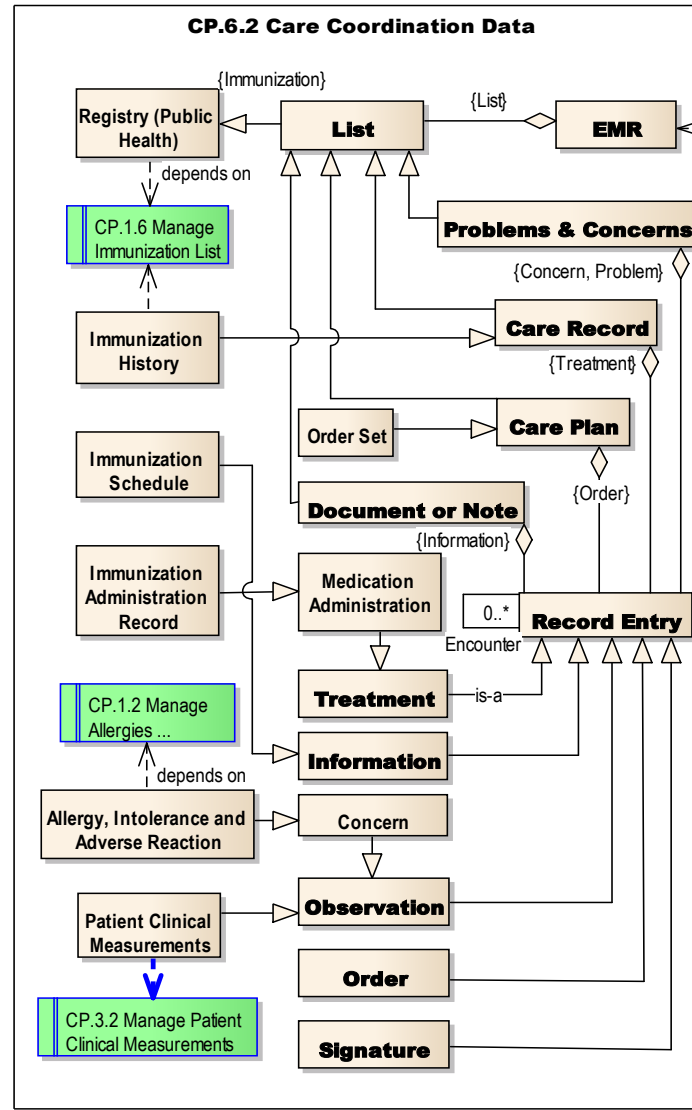 CP.6.2 Care Coordination Data
{Immunization}
{List}
Registry (Public
Health)
List
EMR
depends on
CP.1.6 Manage
Immunization List
Problems & Concerns
{Concern, Problem}
Immunization
History
Care Record
{Treatment}
Order Set
Care Plan
Immunization
Schedule
{Order}
Document or Note
{Information}
Immunization
Administration
Record
Medication
Administration
0..*
Record Entry
Encounter
CP.1.2 Manage
Allergies ...
Treatment
is-a
Information
depends on
Allergy, Intolerance and
Adverse Reaction
Concern
Patient Clinical
Measurements
Observation
Order
CP.3.2 Manage Patient
Clinical Measurements
Signature